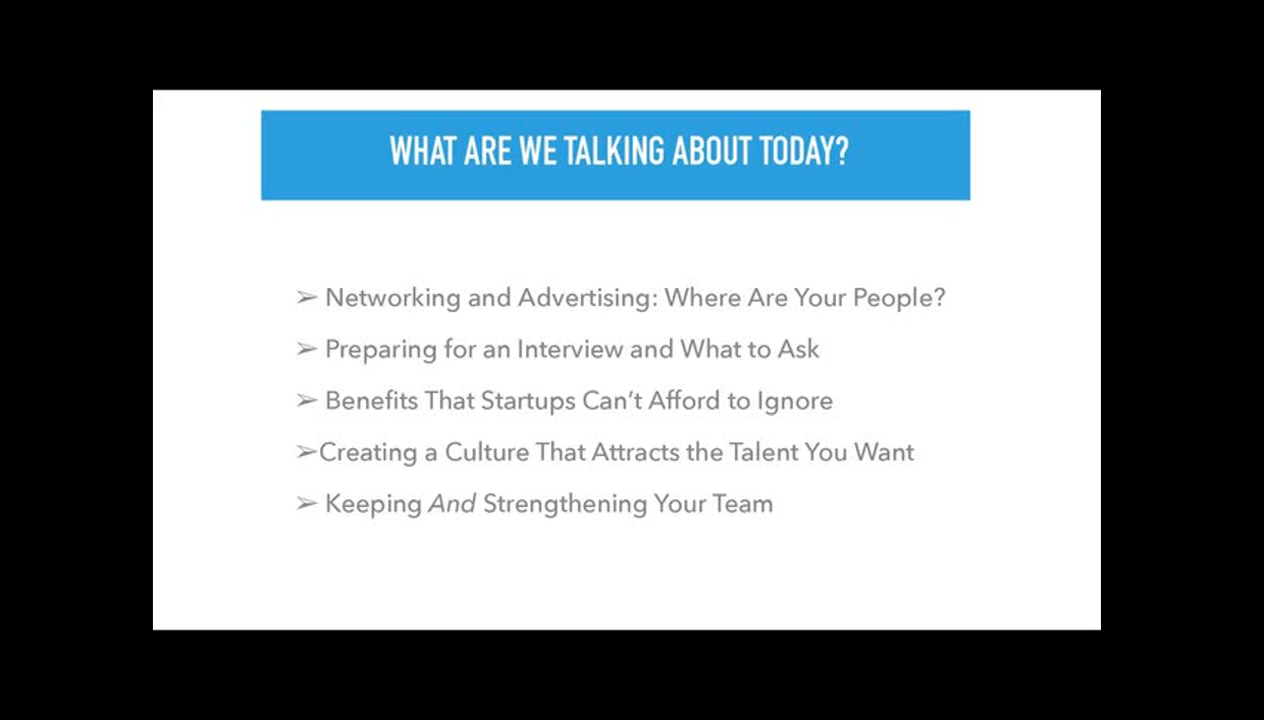 WHAT ARE WE TALKING ABOUT TODAY?
➢ Networking and Advertising: Where Are Your People?
➢ Preparing for an Interview and What to Ask
➢ Benefits That Startups Can’t Afford to Ignore
➢Creating a Culture That Attracts the Talent You Want
➢ Keeping And Strengthening Your Team